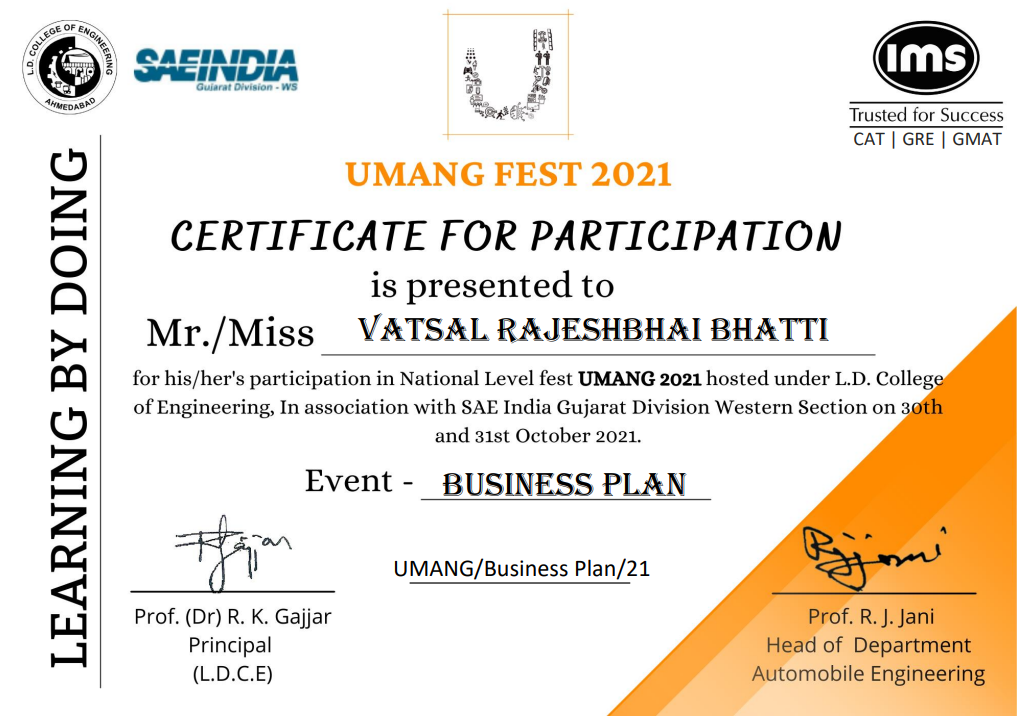 L.D. COLLEGE OF ENGINEERING
AHMEDABAD
SAEINDIA
Gujarat Division - WS
ims
Trusted for Success
CAT | GRE | GMAT
LEARNING BY DOING
UMANG FEST 2021
CERTIFICATE FOR PARTICIPATION
is presented to
Mr./Miss VATSAL RAJESHBHAI BHATTI
for his/her's participation in National Level fest UMANG 2021 hosted under L.D. College
of Engineering, In association with SAE India Gujarat Division Western Section on 30th
and 31st October 2021.
Event - BUSINESS PLAN
UMANG/Business Plan/21
Gajjar
Prof. (Dr) R. K. Gajjar
Principal
(L.D.C.E)
Rjjani
Prof. R. J. Jani
Head of Department
Automobile Engineering